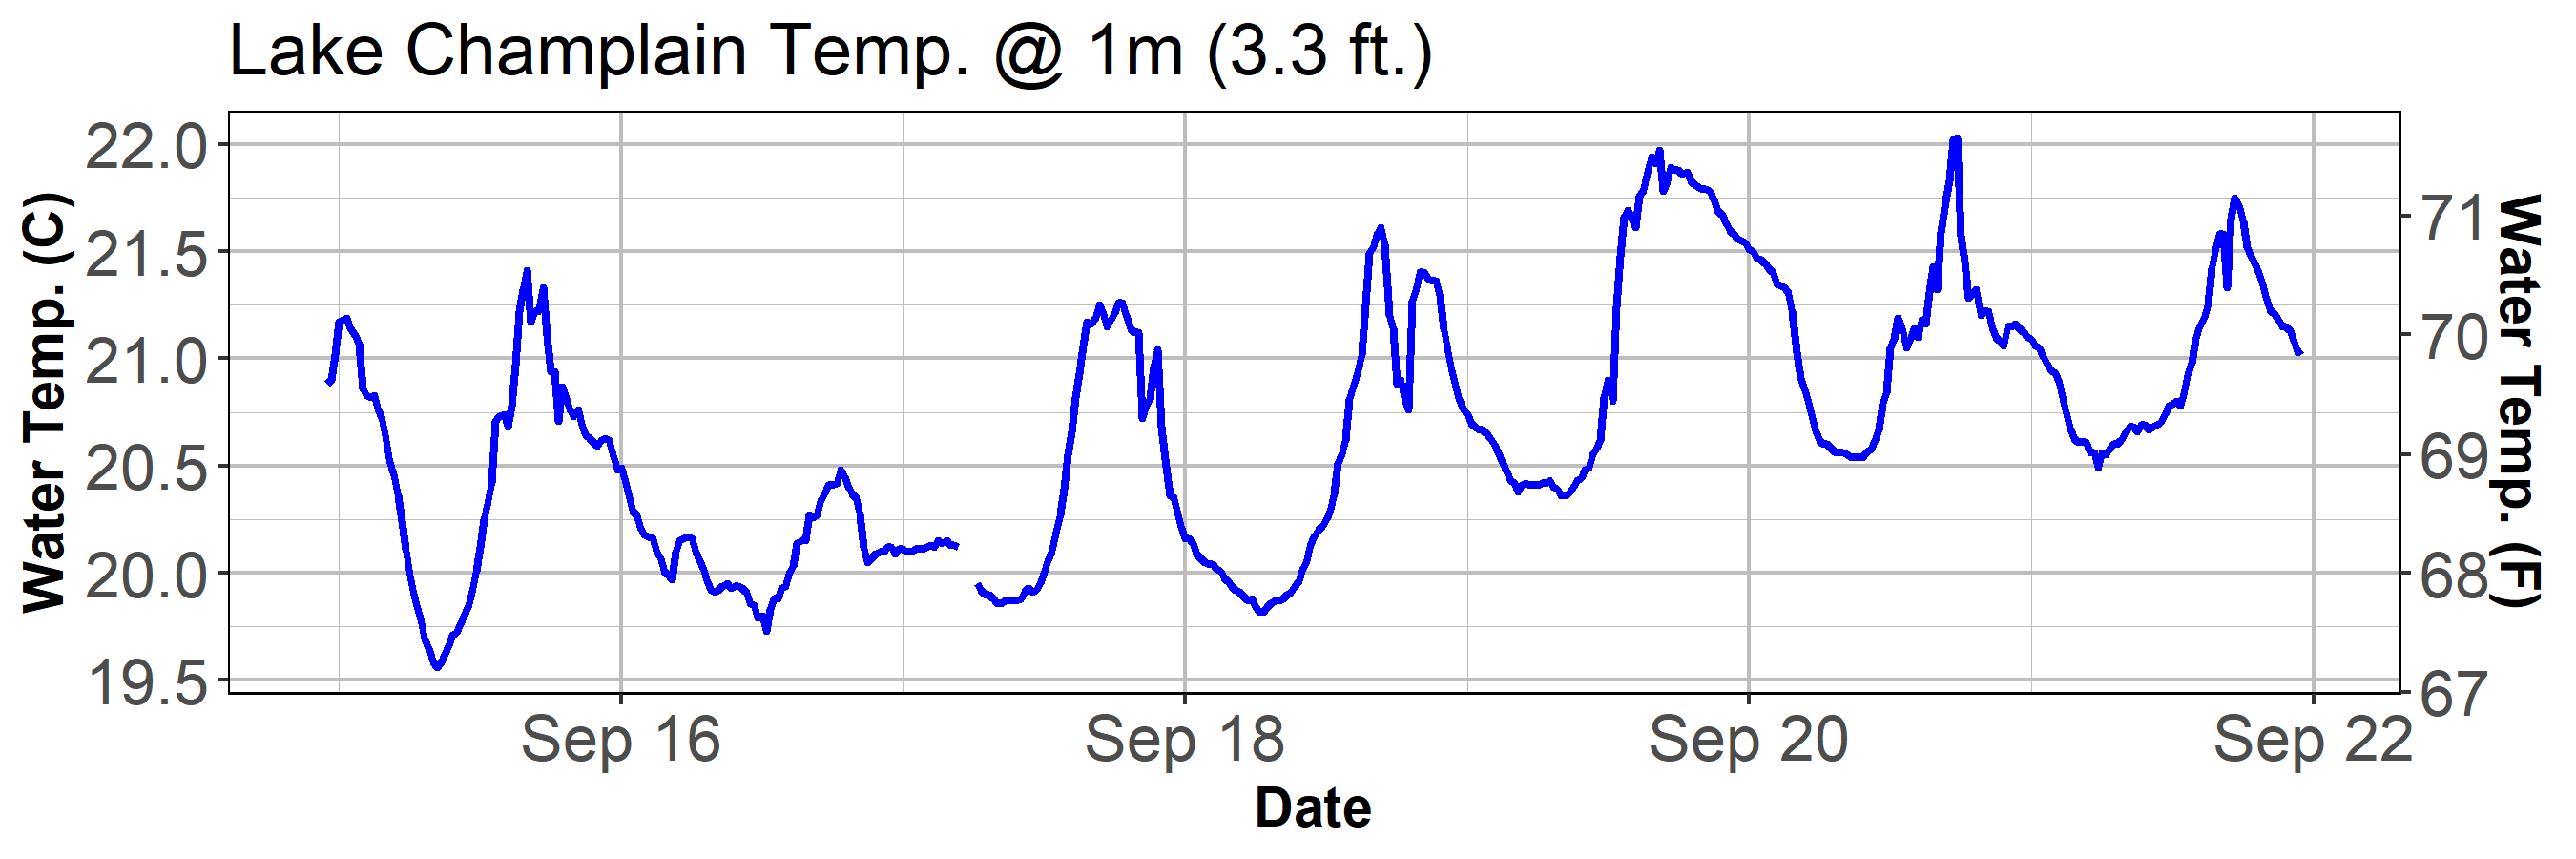 Lake Champlain Temp. @ 1m (3.3 ft.)
Water Temp. (C)
22.0
21.5
21.0
20.5
20.0
19.5
71
70
69
68
67
Water Temp. (F)
Sep 16 Sep 18 Sep 20 Sep 22
Date